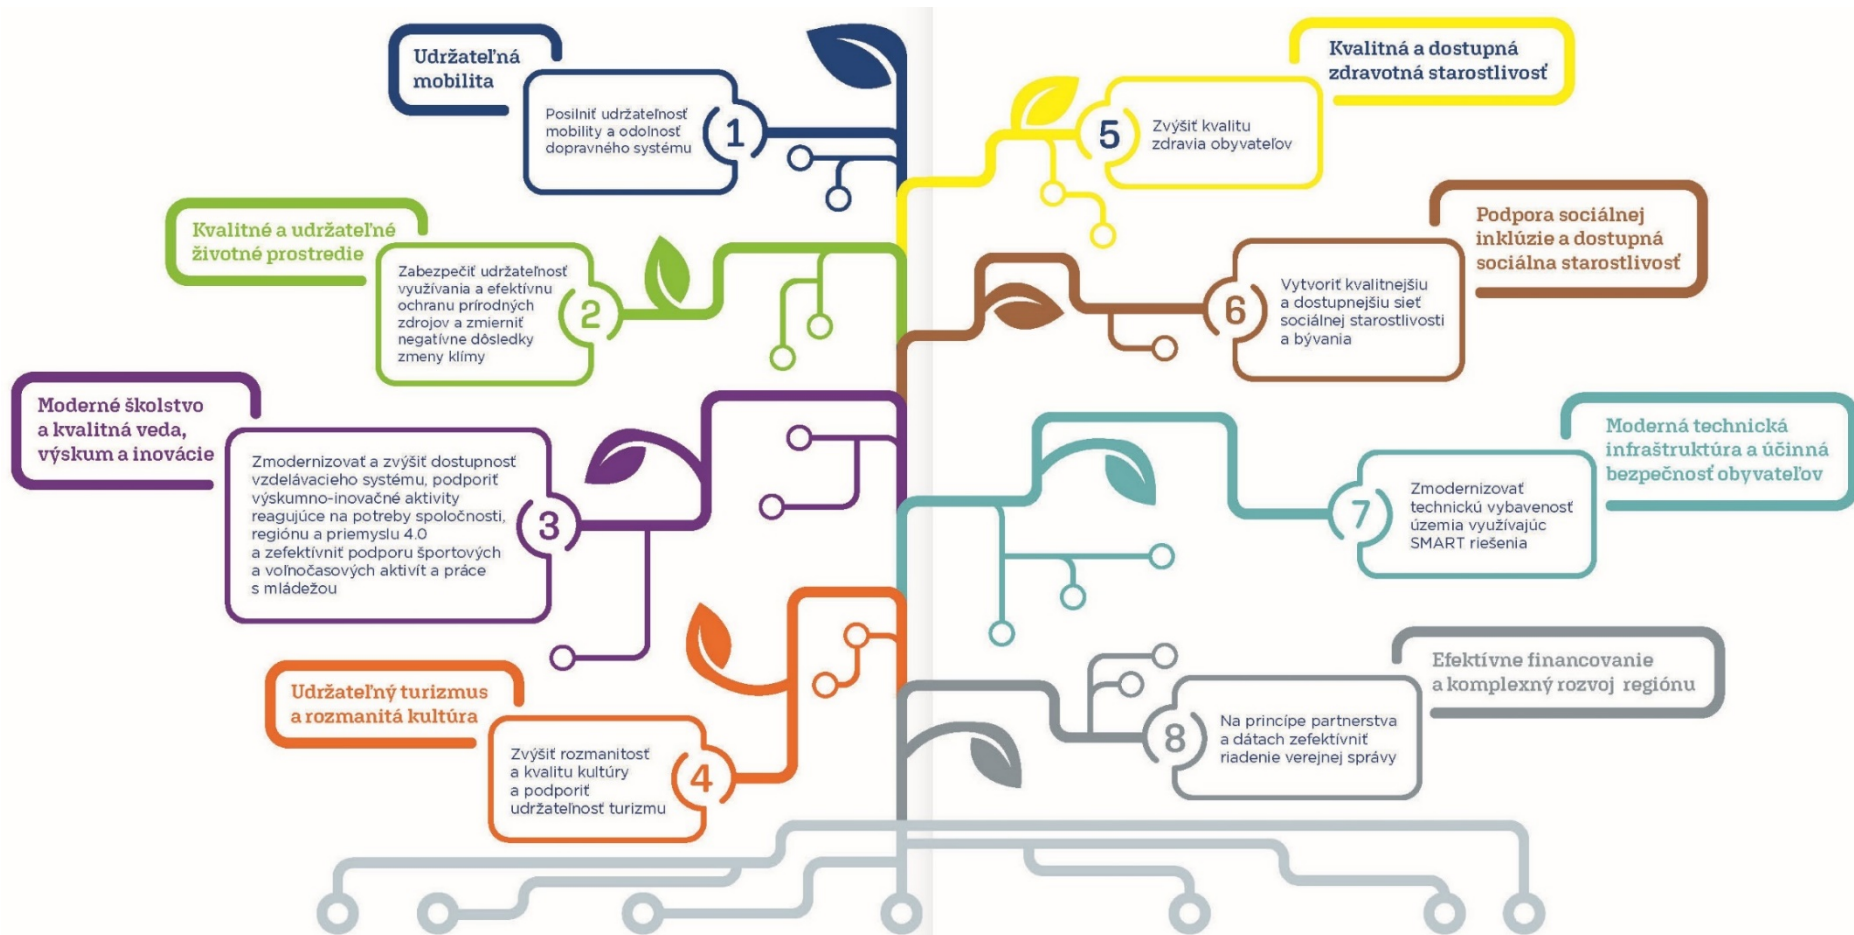 Udržateľná
mobilita
Posilniť udržateľnosť
mobility a odolnosť
dopravného systému
1
Kvalitné a udržateľné
životné prostredie
Zabezpečiť udržateľnosť
využívania a efektívnu
ochranu prírodných
zdrojov a zmierniť
negatívne dôsledky
zmeny klímy
2
Moderné školstvo
a kvalitná veda,
výskum a inovácie
Zmodernizovať a zvýšiť dostupnosť
vzdelávacieho systému, podporiť
výskumno-inovačné aktivity
reagujúce na potreby spoločnosti,
regiónu a priemyslu 4.0
a zefektívniť podporu športových
a voľnočasových aktivít a práce
s mládežou
3
Udržateľný turizmus
a rozmanitá kultúra
Zvýšiť rozmanitosť
a kvalitu kultúry
a podporiť
udržateľnosť turizmu
4
Kvalitná a dostupná
zdravotná starostlivosť
5
Zvýšiť kvalitu
zdravia obyvateľov
Podpora sociálnej
inklúzie a dostupná
sociálna starostlivosť
6
Vytvoriť kvalitnejšiu
a dostupnejšiu sieť
sociálnej starostlivosti
a bývania
Moderná technická
infraštruktúra a účinná
bezpečnosť obyvateľov
7
Zmodernizovať
technickú vybavenosť
územia využívajúc
SMART riešenia
Efektívne financovanie
a komplexný rozvoj regiónu
8
Na princípe partnerstva
a dátach zefektívniť
riadenie verejnej správy